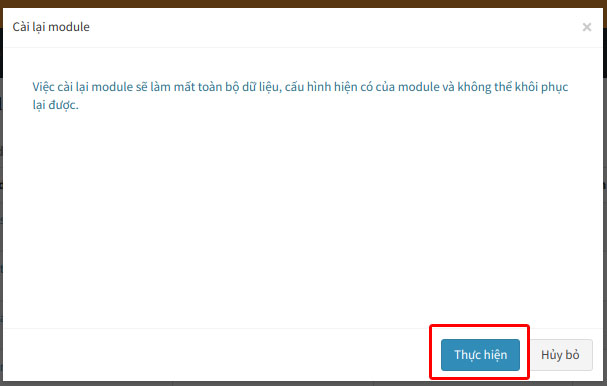 Cài lại module
×
Việc cài lại module sẽ làm mất toàn bộ dữ liệu, cấu hình hiện có của module và không thể khôi phục
lại được.
Thực hiện
Hủy bỏ